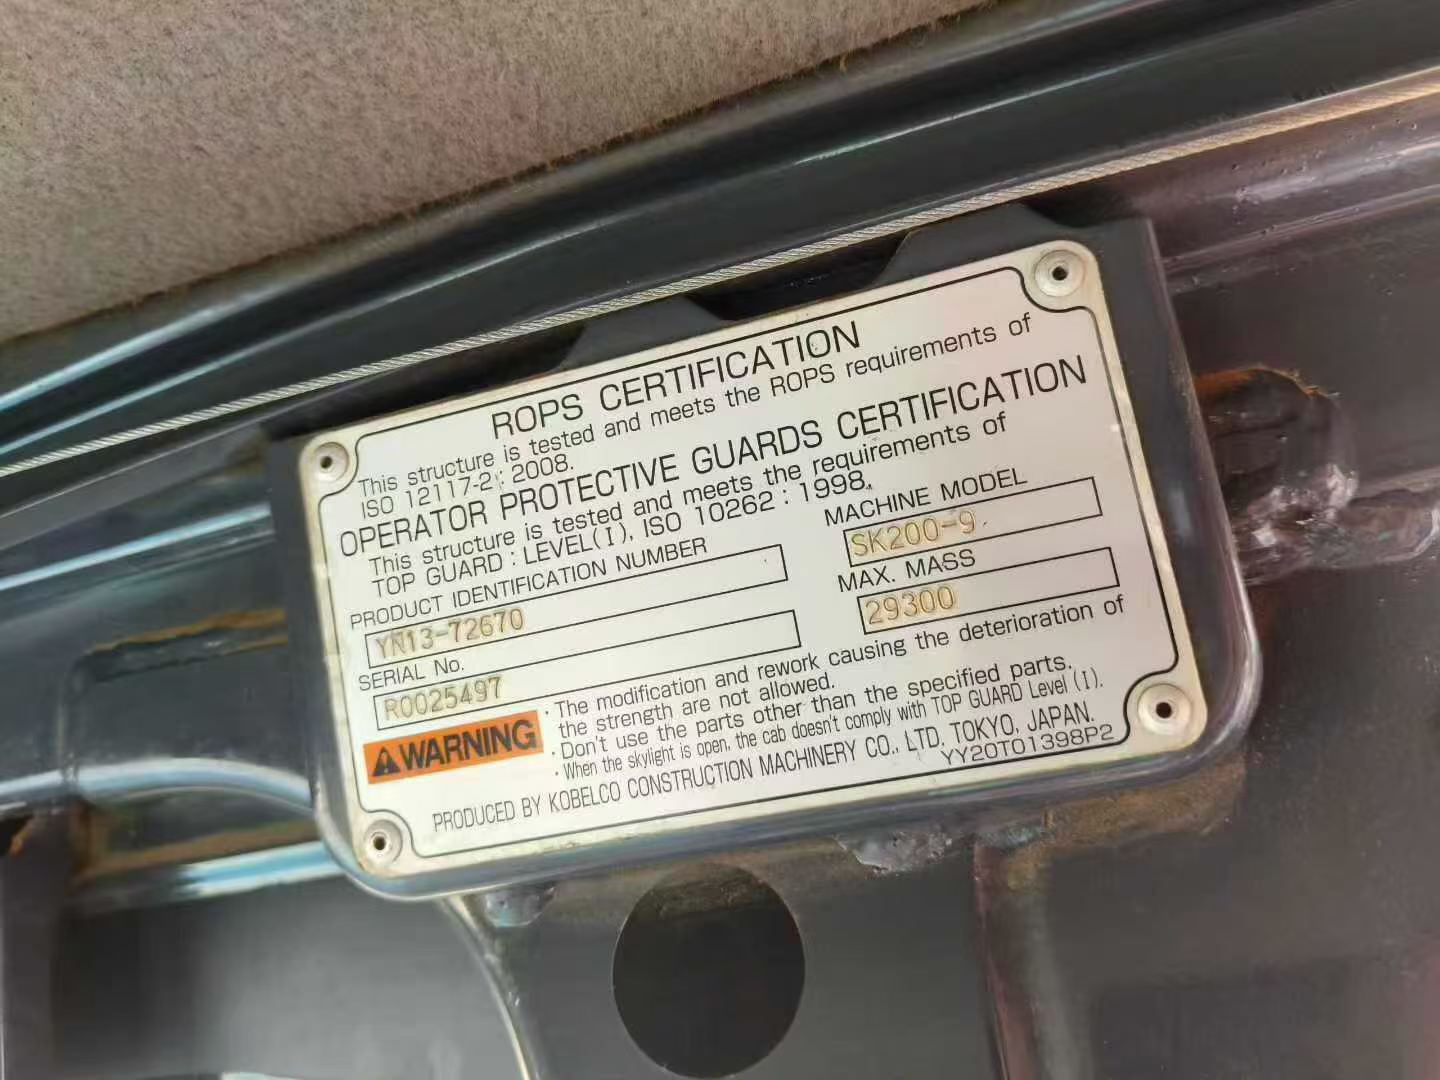 ROPS CERTIFICATION
This structure is tested and meets the ROPS requirements of
ISO 12117-2 : 2008.
OPERATOR PROTECTIVE GUARDS CERTIFICATION
This structure is tested and meets the requirements of
TOP GUARD : LEVEL(I), ISO 10262 : 1998.
PRODUCT IDENTIFICATION NUMBER
YN13-72670
SERIAL No.
R0025497
MACHINE MODEL
SK200-9
MAX. MASS
29300
WARNING
· The modification and rework causing the deterioration of
the strength are not allowed.
· Don't use the parts other than the specified parts.
· When the skylight is open, the cab doesn't comply with TOP GUARD Level (I).
PRODUCED BY KOBELCO CONSTRUCTION MACHINERY CO., LTD. TOKYO, JAPAN.
YY20T01398P2